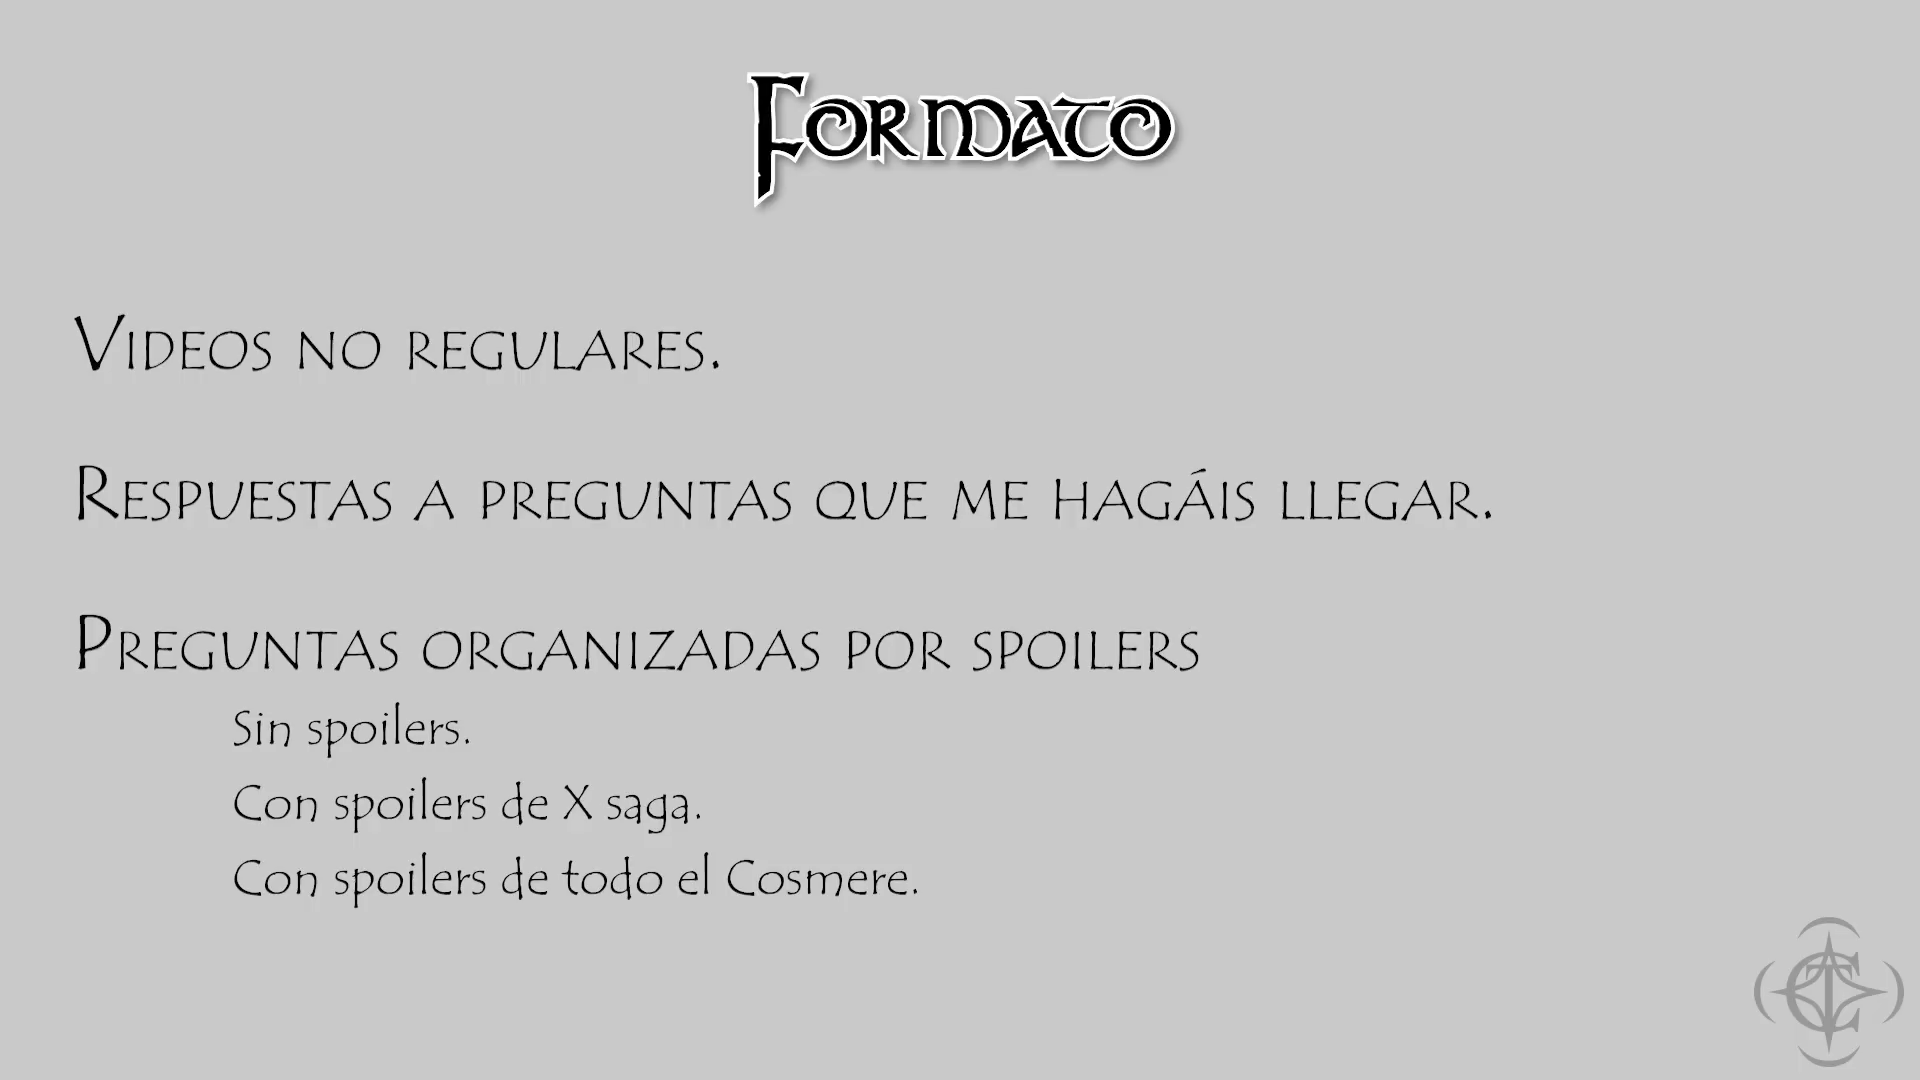 Formato
Videos no regulares.
Respuestas a preguntas que me hagáis llegar.
Preguntas organizadas por spoilers
Sin spoilers.
Con spoilers de X saga.
Con spoilers de todo el Cosmere.